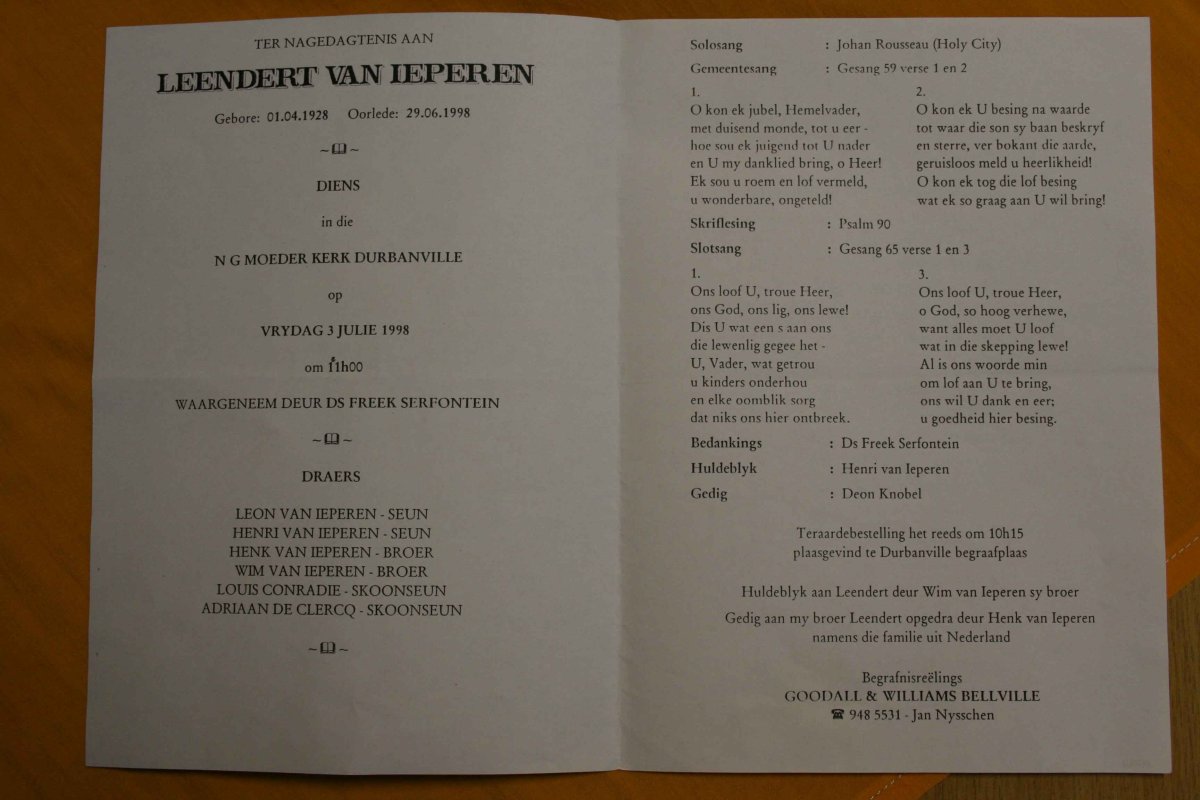 TER NAGEDAGTENIS AAN
LEENDERT VAN IEPEREN
Gebore: 01.04.1928 Oorlede: 29.06.1998
DIENS
in die
N G MOEDER KERK DURBANVILLE
op
VRYDAG 3 JULIE 1998
om 11h00
WAARGENEEM DEUR DS FREEK SERFONTEIN
DRAERS
LEON VAN IEPEREN - SEUN
HENRI VAN IEPEREN - SEUN
HENK VAN IEPEREN - BROER
WIM VAN IEPEREN - BROER
LOUIS CONRADIE - SKOONSEUN
ADRIAAN DE CLERCQ - SKOONSEUN
Solosang : Johan Rousseau (Holy City)
Gemeentesang : Gesang 59 verse 1 en 2
1.
O kon ek jubel, Hemelvader,
met duisend monde, tot u eer -
hoe sou ek juigend tot U nader
en U my danklied bring, o Heer!
Ek sou u roem en lof vermeld,
u wonderbare, ongeteld!
2.
O kon ek U besing na waarde
tot waar die son sy baan beskryf
en sterre, ver bokant die aarde,
geruisloos meld u heerlikheid!
O kon ek tog die lof besing
wat ek so graag aan U wil bring!
Skriflesing : Psalm 90
Slotsang : Gesang 65 verse 1 en 3
1.
Ons loof U, troue Heer,
ons God, ons lig, ons lewe!
Dis U wat eens aan ons
die lewenlig gegee het -
U, Vader, wat getrou
u kinders onderhou
en elke oomblik sorg
dat niks ons hier ontbreek.
3.
Ons loof U, troue Heer,
o God, so hoog verhewe,
want alles moet U loof
wat in die skepping lewe!
Al is ons woorde min
om lof aan U te bring,
ons wil U dank en eer;
u goedheid hier besing.
Bedankings : Ds Freek Serfontein
Huldeblyk : Henri van Ieperen
Gedig : Deon Knobel
Teraardebestelling het reeds om 10h15
plaasgevind te Durbanville begraafplaas
Huldeblyk aan Leendert deur Wim van Ieperen sy broer
Gedig aan my broer Leendert opgedra deur Henk van Ieperen
namens die familie uit Nederland
Begrafnisreëlings
GOODALL & WILLIAMS BELLVILLE
☎ 948 5531 - Jan Nysschen